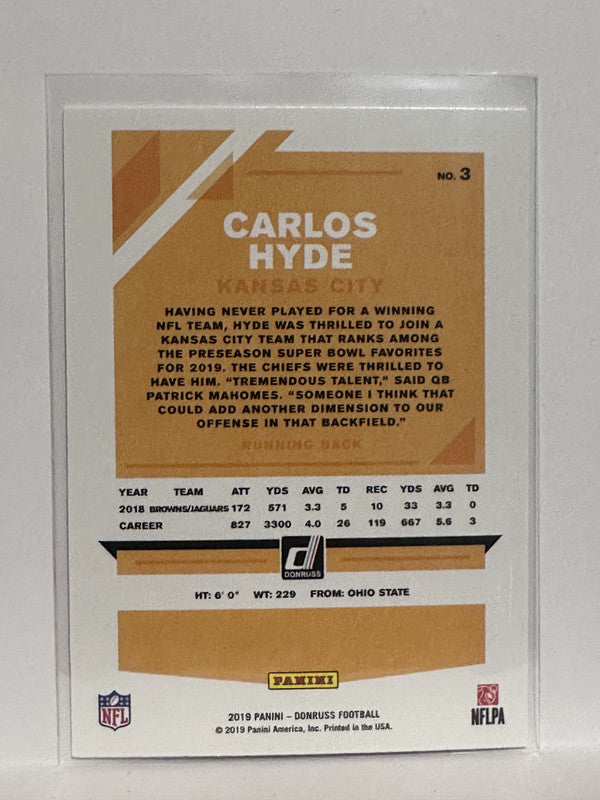 NO. 3
CARLOS
HYDE
KANSAS CITY
HAVING NEVER PLAYED FOR A WINNING
NFL TEAM, HYDE WAS THRILLED TO JOIN A
KANSAS CITY TEAM THAT RANKS AMONG
THE PRESEASON SUPER BOWL FAVORITES
FOR 2019. THE CHIEFS WERE THRILLED TO
HAVE HIM. “TREMENDOUS TALENT,” SAID QB
PATRICK MAHOMES. “SOMEONE I THINK THAT
COULD ADD ANOTHER DIMENSION TO OUR
OFFENSE IN THAT BACKFIELD.”
RUNNING BACK
YEAR TEAM ATT YDS AVG TD REC YDS AVG TD
2018 BROWNS/JAGUARS 172 571 3.3 5 10 33 3.3 0
CAREER 827 3300 4.0 26 119 667 5.6 3
d
DONRUSS
HT: 6' 0" WT: 229 FROM: OHIO STATE
PANINI
NFL
2019 PANINI – DONRUSS FOOTBALL
© 2019 Panini America, Inc. Printed in the USA.
NFLPA